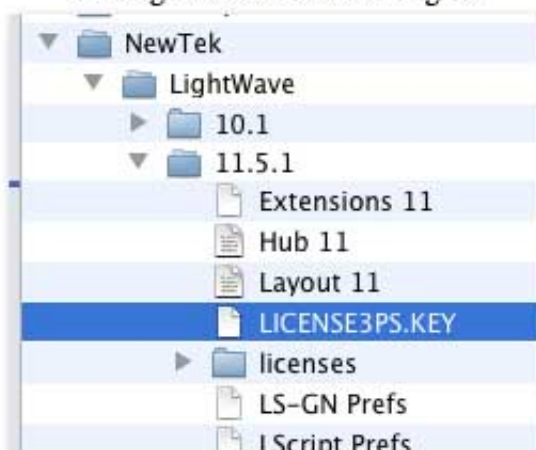 NewTek
LightWave
10.1
11.5.1
Extensions 11
Hub 11
Layout 11
LICENSE3PS.KEY
licenses
LS-GN Prefs
LScript Prefs